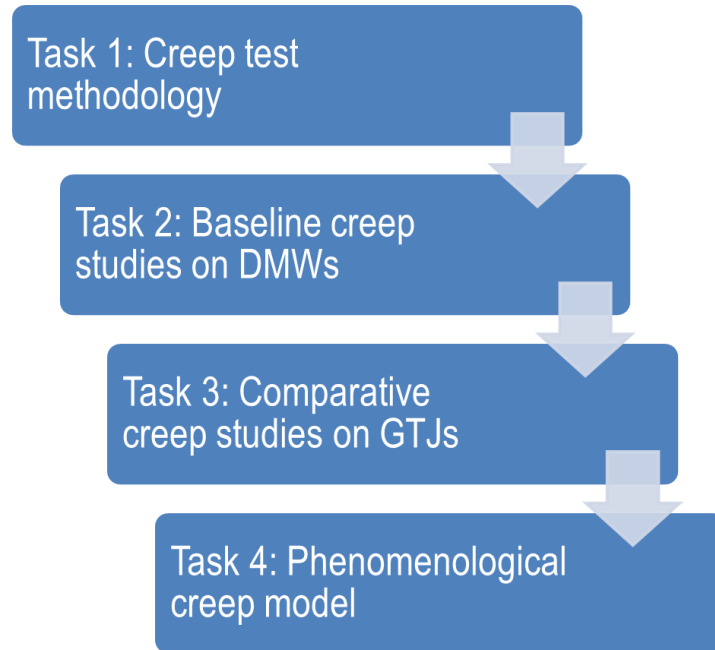 Task 1: Creep test
methodology
Task 2: Baseline creep
studies on DMWs
Task 3: Comparative
creep studies on GTJs
Task 4: Phenomenological
creep model